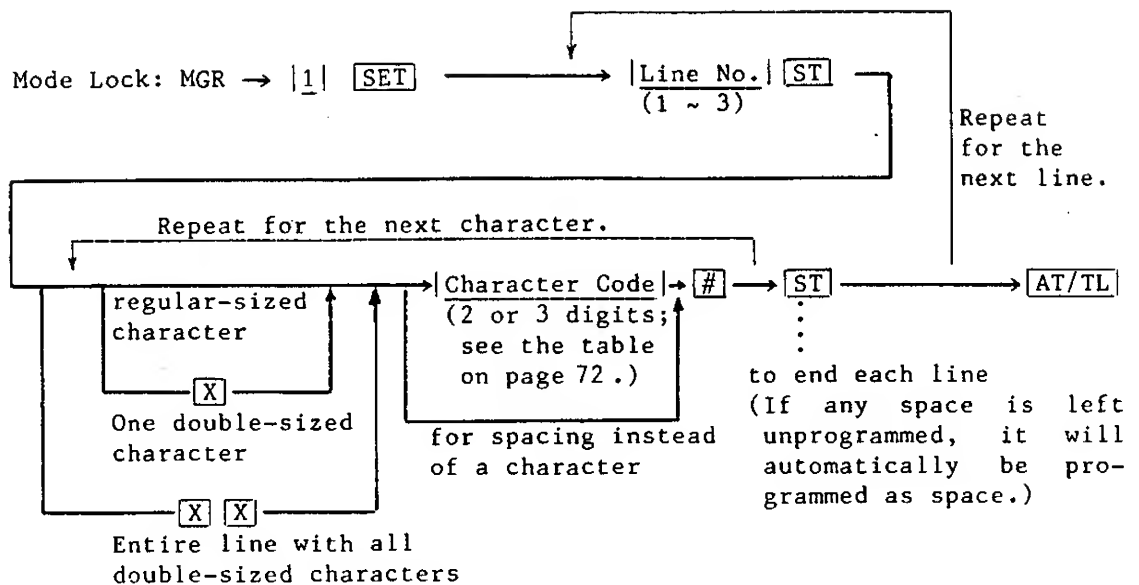 Mode Lock: MGR → |1| SET → |Line No.| ST
(1 ~ 3)
Repeat
for the
next line.
Repeat for the next character.
|Character Code| → # → ST → AT/TL
regular-sized
character
(2 or 3 digits;
see the table
on page 72.)
X
One double-sized
character
for spacing instead
of a character
to end each line
(If any space is left
unprogrammed, it will
automatically be pro-
grammed as space.)
X X
Entire line with all
double-sized characters